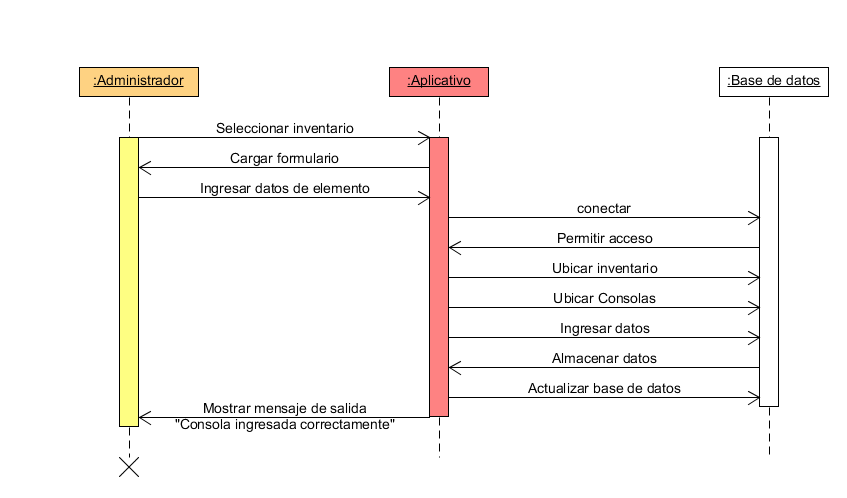 :Administrador
:Aplicativo
:Base de datos
Seleccionar inventario
Cargar formulario
Ingresar datos de elemento
conectar
Permitir acceso
Ubicar inventario
Ubicar Consolas
Ingresar datos
Almacenar datos
Actualizar base de datos
Mostrar mensaje de salida
"Consola ingresada correctamente"